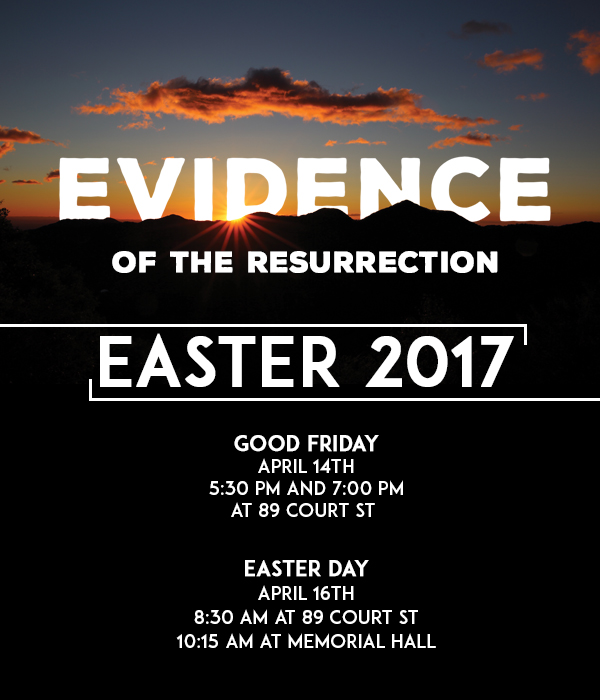 EVIDENCE
OF THE RESURRECTION
EASTER 2017
GOOD FRIDAY
APRIL 14TH
5:30 PM AND 7:00 PM
AT 89 COURT ST
EASTER DAY
APRIL 16TH
8:30 AM AT 89 COURT ST
10:15 AM AT MEMORIAL HALL